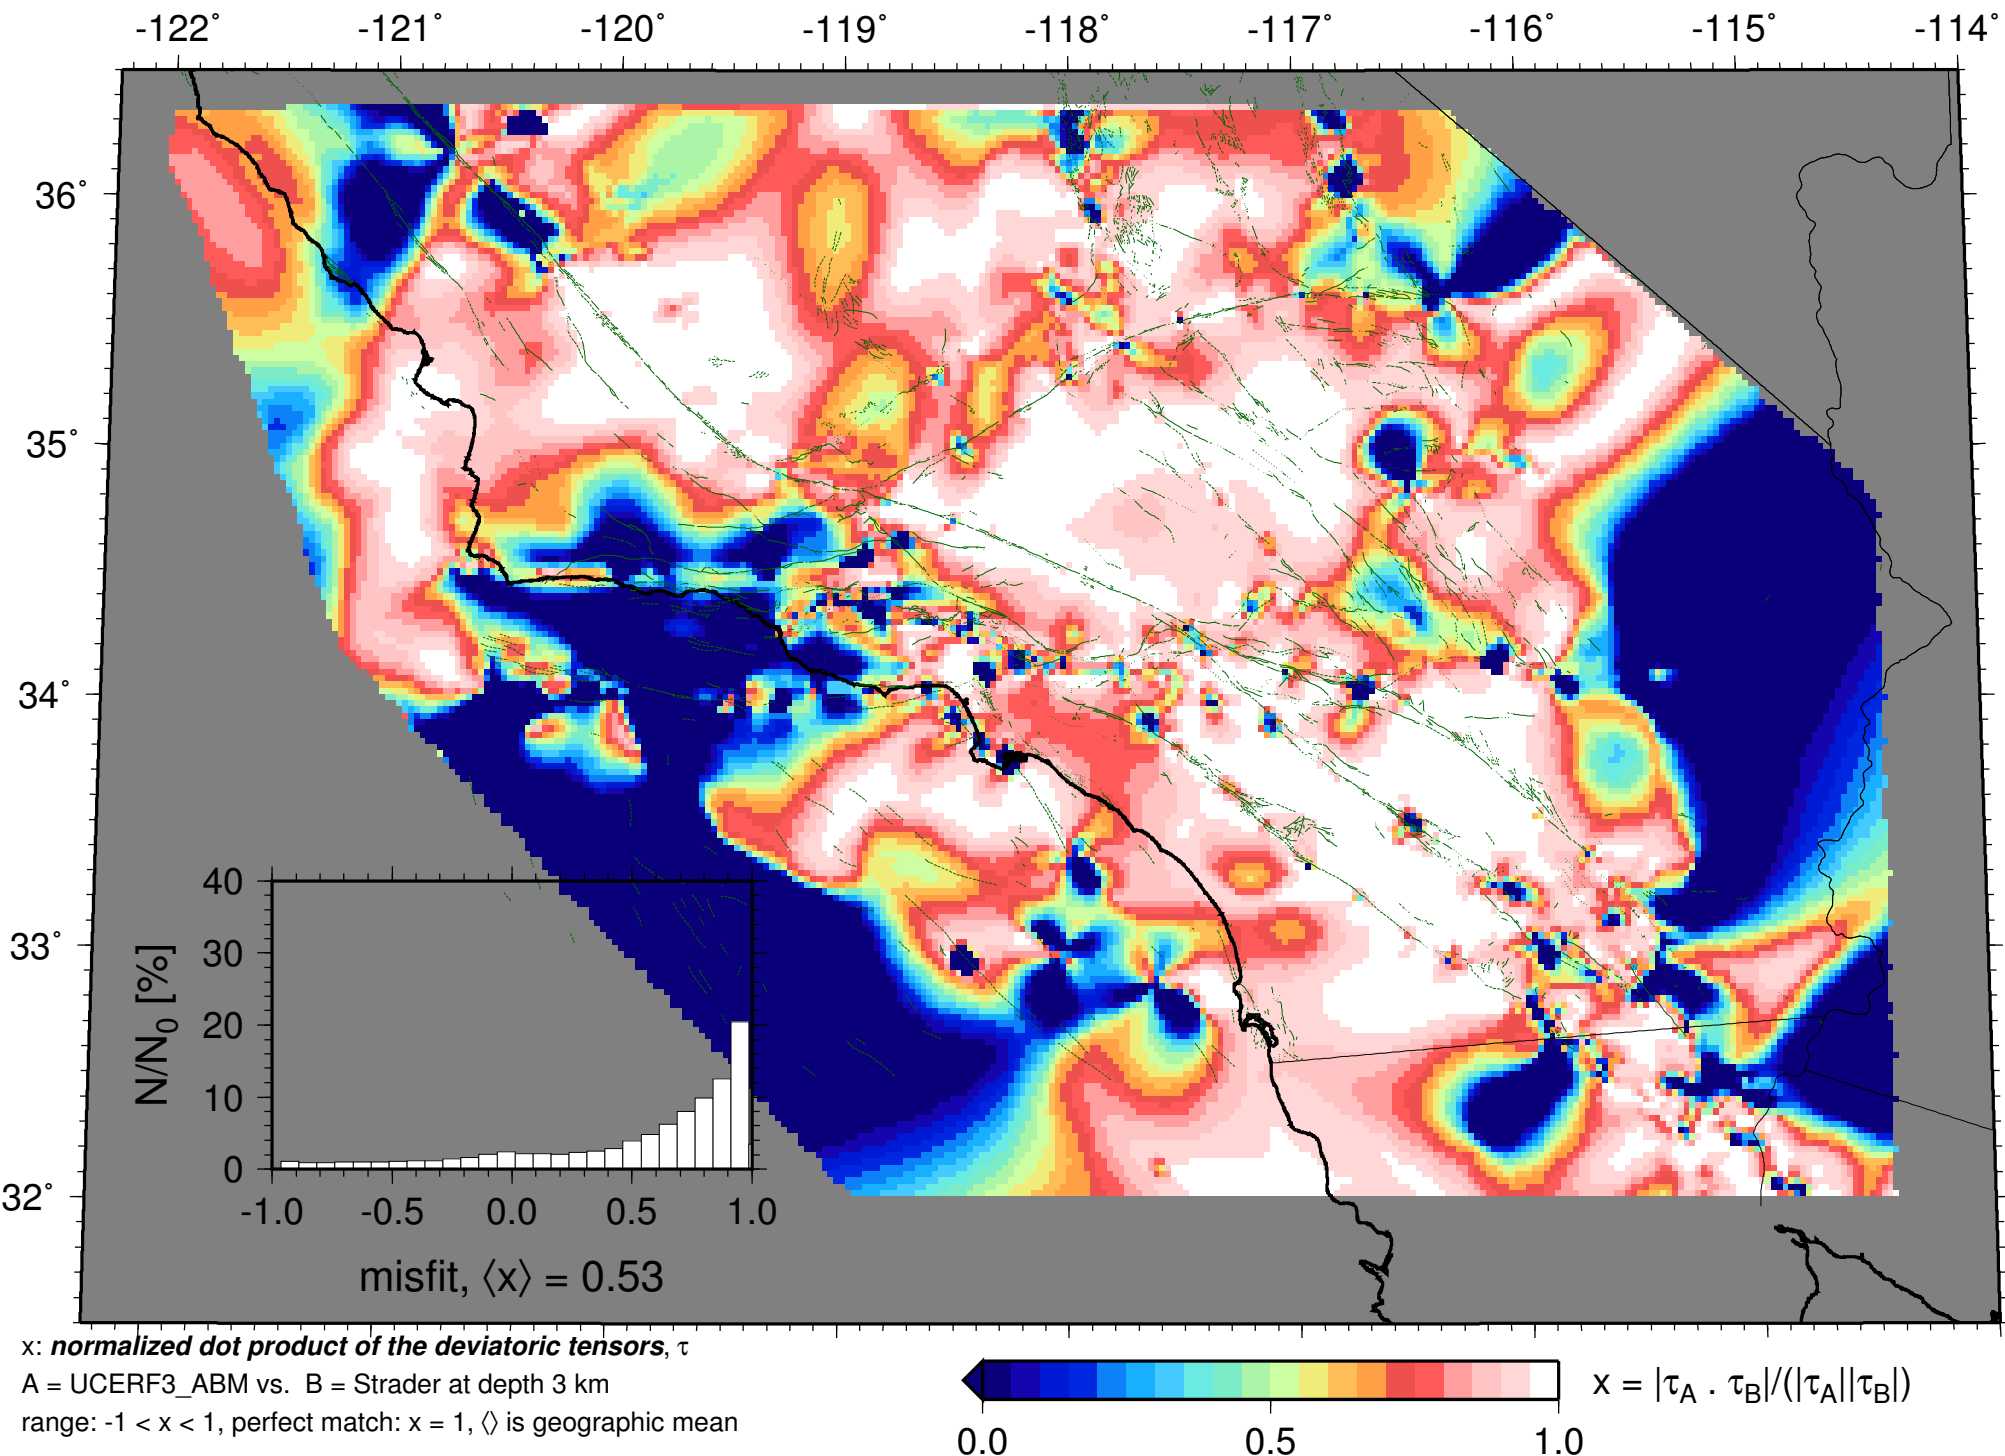 -122° -121° -120° -119° -118° -117° -116° -115° -114°
36°
35°
34°
33°
32°
40
30
20
10
0
N/N0 [%]
-1.0 -0.5 0.0 0.5 1.0
misfit, ⟨x⟩ = 0.53
x: normalized dot product of the deviatoric tensors, τ
A = UCERF3_ABM vs. B = Strader at depth 3 km
range: -1 < x < 1, perfect match: x = 1, ⟨⟩ is geographic mean
x = |τA . τB|/(|τA||τB|)
0.0 0.5 1.0